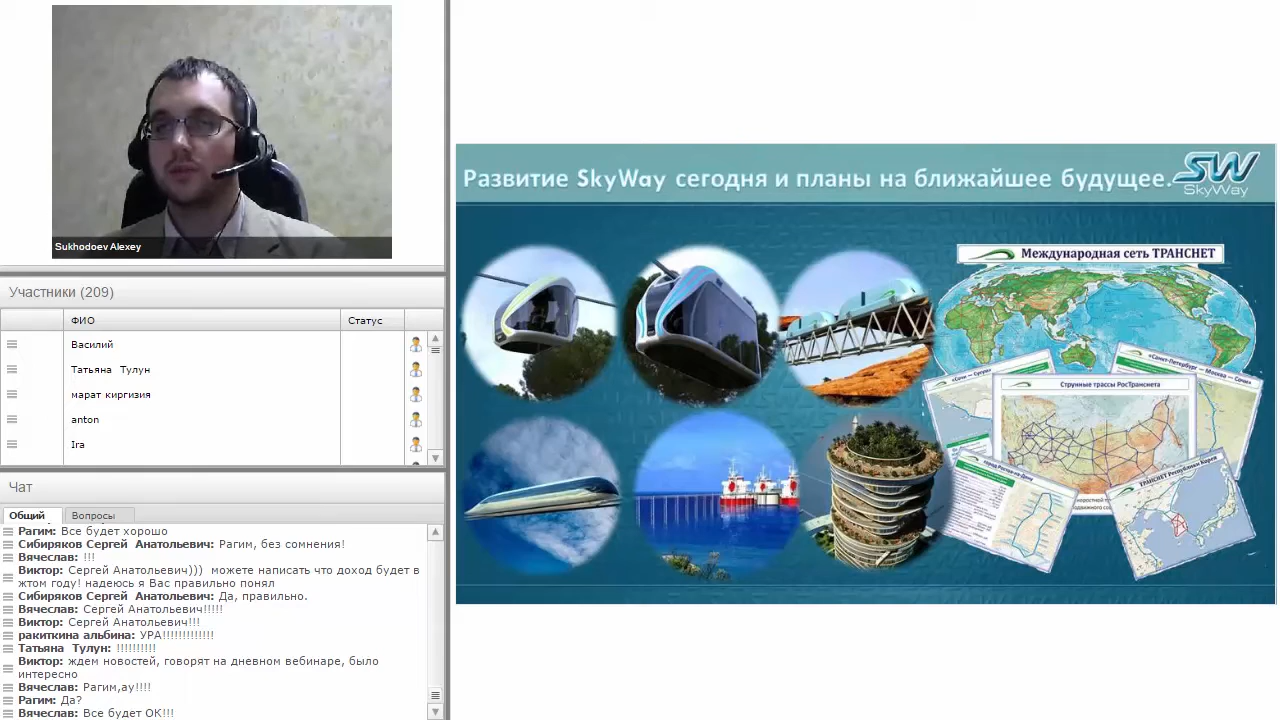 Sukhodoev Alexey
Участники (209)
ФИО
Статус
Василий
Татьяна Тулун
марат киргизия
anton
Ira
Чат
Общий
Вопросы
Рагим: Все будет хорошо
Сибиряков Сергей Анатольевич: Рагим, без сомнения!
Вячеслав: !!!
Виктор: Сергей Анатольевич))) можете написать что доход будет в
жтом году! надеюсь я Вас правильно понял
Сибиряков Сергей Анатольевич: Да, правильно.
Вячеслав: Сергей Анатольевич!!!!!
Виктор: Сергей Анатольевич!!!
ракиткина альбина: УРА!!!!!!!!!!!!!
Татьяна Тулун: !!!!!!!!!!
Виктор: ждем новостей, говорят на дневном вебинаре, было
интересно
Вячеслав: Рагим,ау!!!!
Рагим: Да?
Вячеслав: Все будет ОК!!!
Развитие SkyWay сегодня и планы на ближайшее будущее.
SW
SkyWay
Международная сеть ТРАНСНЕТ
«Санкт-Петербург — Москва — Сочи»
Струнные трассы РосТранснета
город Ростов-на-Дону
ТРАНСНЕТ Республики Корея